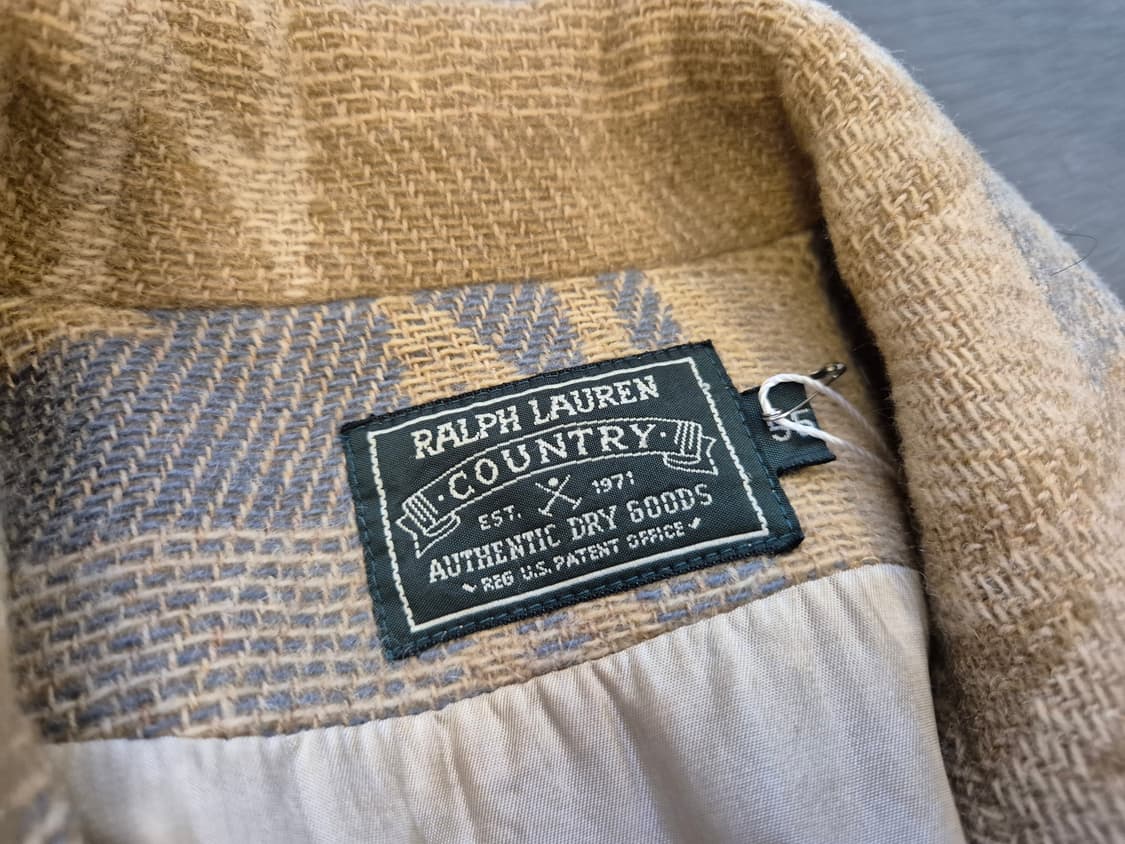 RALPH LAUREN
·COUNTRY·
EST. 1971
AUTHENTIC DRY GOODS
REG U.S. PATENT OFFICE